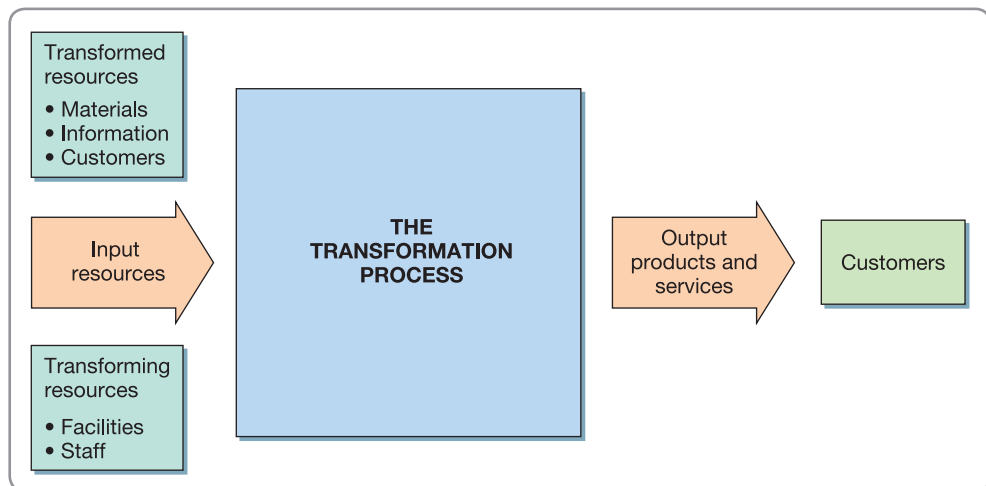 Transformed
resources
• Materials
• Information
• Customers
Input
resources
Transforming
resources
• Facilities
• Staff
THE
TRANSFORMATION
PROCESS
Output
products and
services
Customers